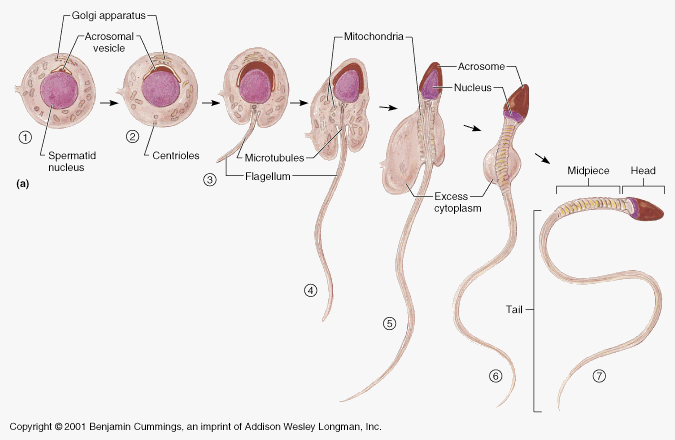 Golgi apparatus
Acrosomal
vesicle
Mitochondria
Acrosome
Nucleus
①
②
Spermatid
nucleus
Centrioles
Microtubules
③
Flagellum
(a)
Excess
cytoplasm
Midpiece
Head
④
⑤
Tail
⑥
⑦
Copyright © 2001 Benjamin Cummings, an imprint of Addison Wesley Longman, Inc.